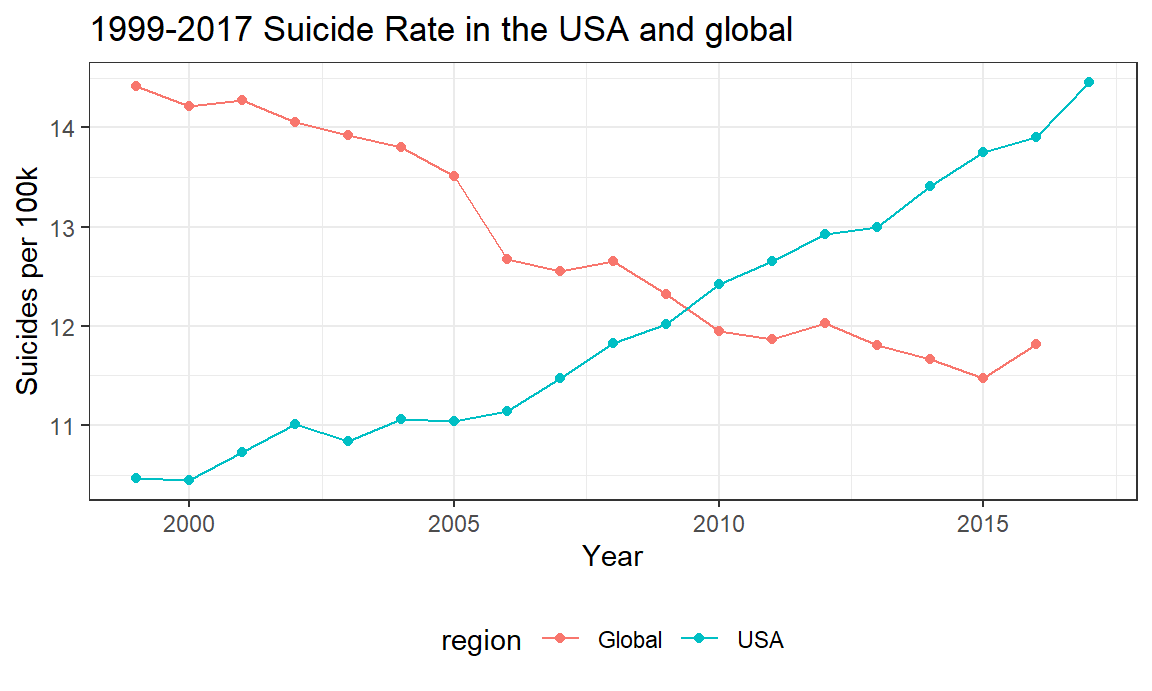 1999-2017 Suicide Rate in the USA and global
Suicides per 100k
14
13
12
11
2000 2005 2010 2015
Year
region Global USA